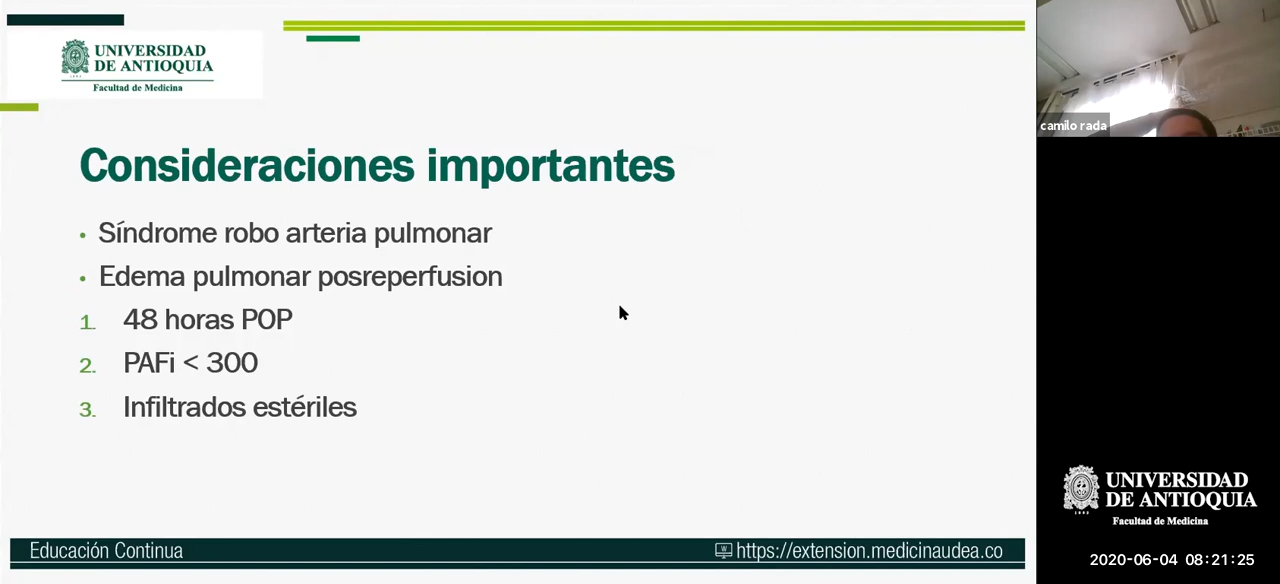 UNIVERSIDAD
DE ANTIOQUIA
1803
Facultad de Medicina
Consideraciones importantes
• Síndrome robo arteria pulmonar
• Edema pulmonar posreperfusion
1. 48 horas POP
2. PAFi < 300
3. Infiltrados estériles
Educación Continua
https://extension.medicinaudea.co
camilo rada
UNIVERSIDAD
DE ANTIOQUIA
1803
Facultad de Medicina
2020-06-04 08:21:25